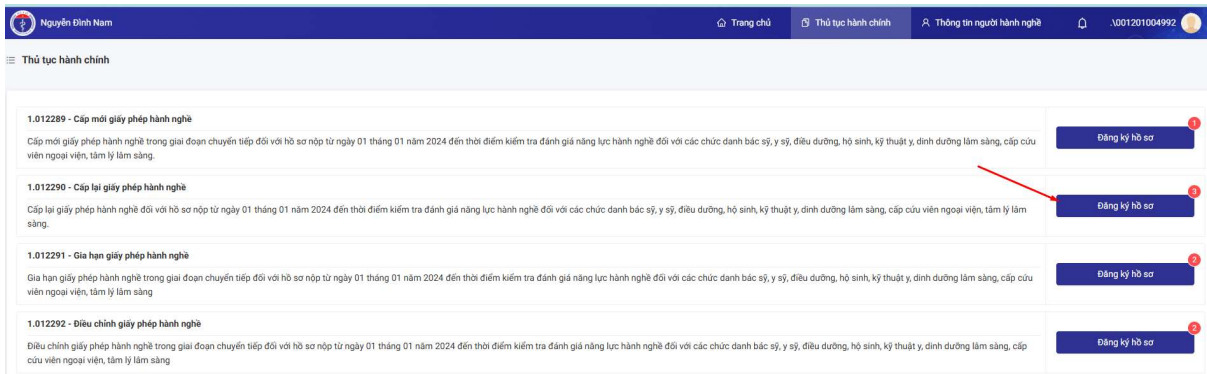 Nguyễn Đình Nam
Trang chủ
Thủ tục hành chính
Thông tin người hành nghề
.\001201004992
Thủ tục hành chính
1.012289 - Cấp mới giấy phép hành nghề
Cấp mới giấy phép hành nghề trong giai đoạn chuyển tiếp đối với hồ sơ nộp từ ngày 01 tháng 01 năm 2024 đến thời điểm kiểm tra đánh giá năng lực hành nghề đối với các chức danh bác sỹ, y sỹ, điều dưỡng, hộ sinh, kỹ thuật y, dinh dưỡng lâm sàng, cấp cứu
viên ngoại viện, tâm lý lâm sàng.
1
Đăng ký hồ sơ
1.012290 - Cấp lại giấy phép hành nghề
Cấp lại giấy phép hành nghề đối với hồ sơ nộp từ ngày 01 tháng 01 năm 2024 đến thời điểm kiểm tra đánh giá năng lực hành nghề đối với các chức danh bác sỹ, y sỹ, điều dưỡng, hộ sinh, kỹ thuật y, dinh dưỡng lâm sàng, cấp cứu viên ngoại viện, tâm lý lâm
sàng.
3
Đăng ký hồ sơ
1.012291 - Gia hạn giấy phép hành nghề
Gia hạn giấy phép hành nghề trong giai đoạn chuyển tiếp đối với hồ sơ nộp từ ngày 01 tháng 01 năm 2024 đến thời điểm kiểm tra đánh giá năng lực hành nghề đối với các chức danh bác sỹ, y sỹ, điều dưỡng, hộ sinh, kỹ thuật y, dinh dưỡng lâm sàng, cấp cứu
viên ngoại viện, tâm lý lâm sàng
2
Đăng ký hồ sơ
1.012292 - Điều chỉnh giấy phép hành nghề
Điều chỉnh giấy phép hành nghề trong giai đoạn chuyển tiếp đối với hồ sơ nộp từ ngày 01 tháng 01 năm 2024 đến thời điểm kiểm tra đánh giá năng lực hành nghề đối với các chức danh bác sỹ, y sỹ, điều dưỡng, hộ sinh, kỹ thuật y, dinh dưỡng lâm sàng, cấp
cứu viên ngoại viện, tâm lý lâm sàng
2
Đăng ký hồ sơ